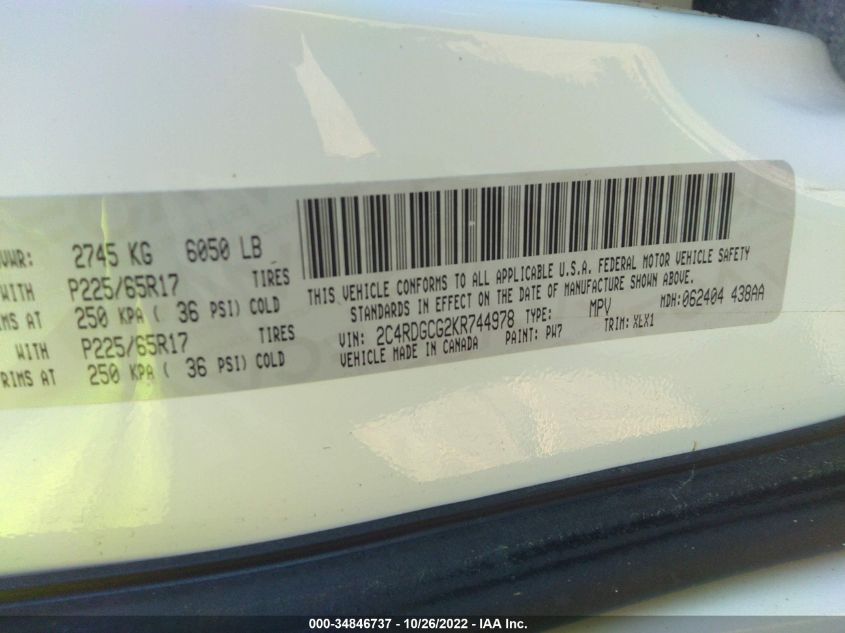 VWR: 2745 KG 6050 LB
WITH P225/65R17 TIRES
RIMS AT 250 KPA ( 36 PSI) COLD
WITH P225/65R17 TIRES
RIMS AT 250 KPA ( 36 PSI) COLD
THIS VEHICLE CONFORMS TO ALL APPLICABLE U.S.A. FEDERAL MOTOR VEHICLE SAFETY
STANDARDS IN EFFECT ON THE DATE OF MANUFACTURE SHOWN ABOVE.
VIN: 2C4RDGCG2KR744978 TYPE: MPV MDH: 062404 438AA
VEHICLE MADE IN CANADA PAINT: PW7 TRIM: XLX1
000-34846737 - 10/26/2022 - IAA Inc.